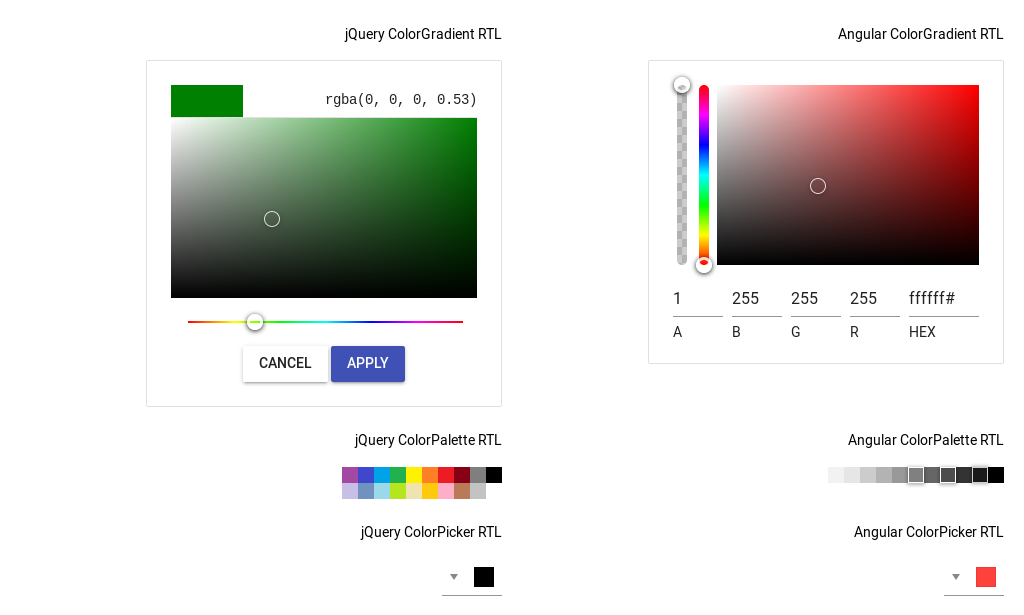 jQuery ColorGradient RTL
rgba(0, 0, 0, 0.53)
CANCEL APPLY
jQuery ColorPalette RTL
jQuery ColorPicker RTL
Angular ColorGradient RTL
1 255 255 255 ffffff#
A B G R HEX
Angular ColorPalette RTL
Angular ColorPicker RTL